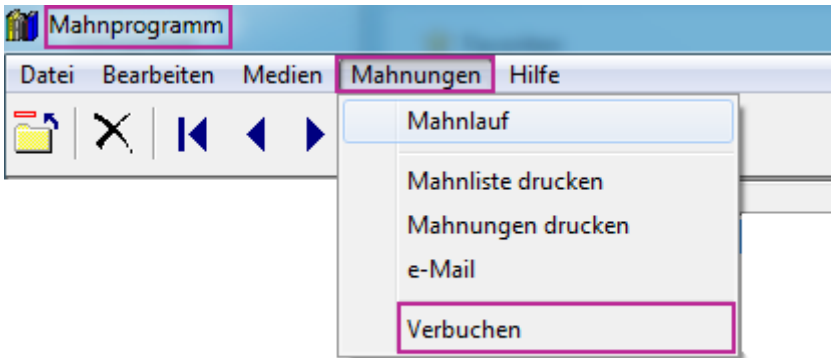 Mahnprogramm
Datei Bearbeiten Medien Mahnungen Hilfe
Mahnlauf
Mahnliste drucken
Mahnungen drucken
e-Mail
Verbuchen